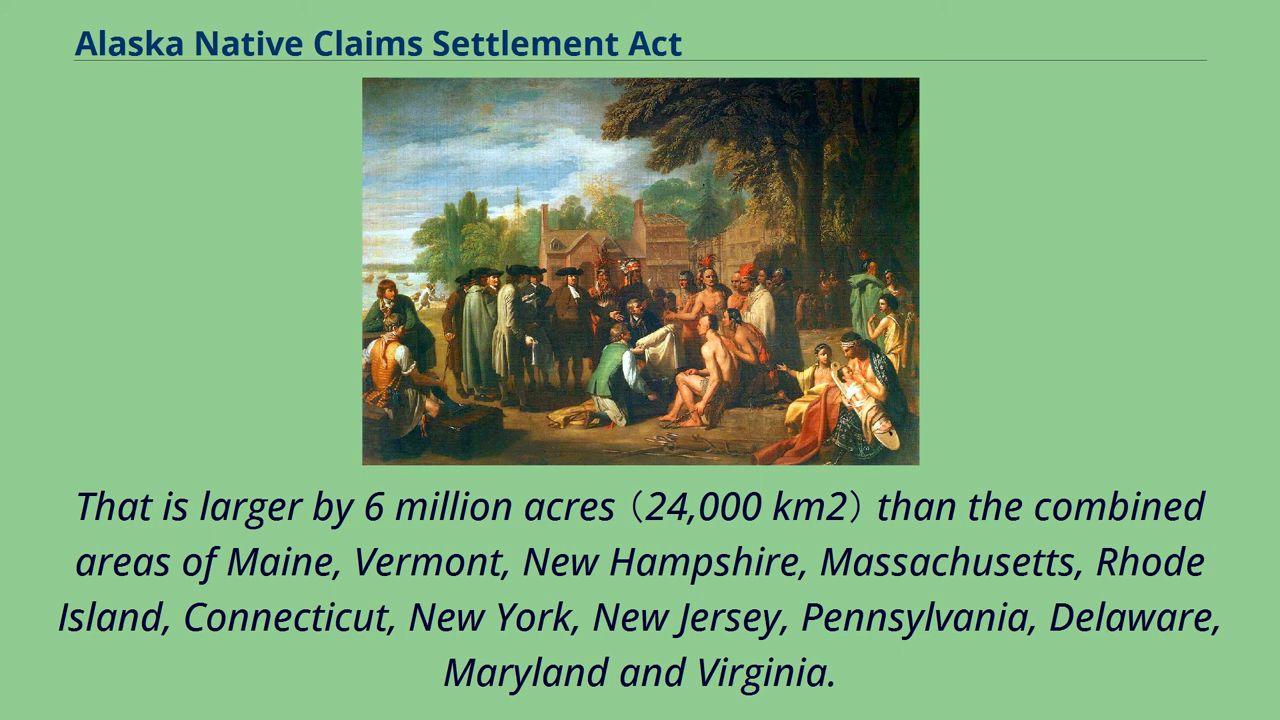 Alaska Native Claims Settlement Act
That is larger by 6 million acres (24,000 km2) than the combined
areas of Maine, Vermont, New Hampshire, Massachusetts, Rhode
Island, Connecticut, New York, New Jersey, Pennsylvania, Delaware,
Maryland and Virginia.